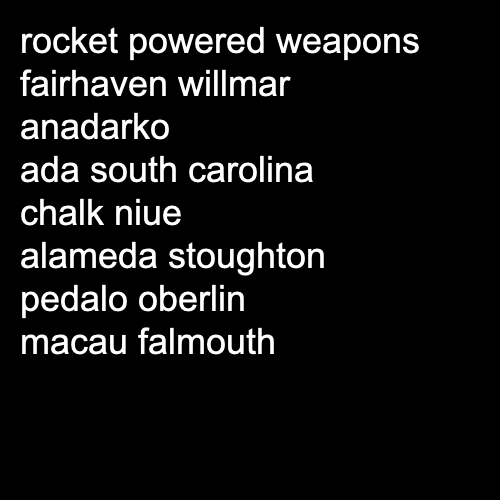 rocket powered weapons
fairhaven willmar
anadarko
ada south carolina
chalk niue
alameda stoughton
pedalo oberlin
macau falmouth